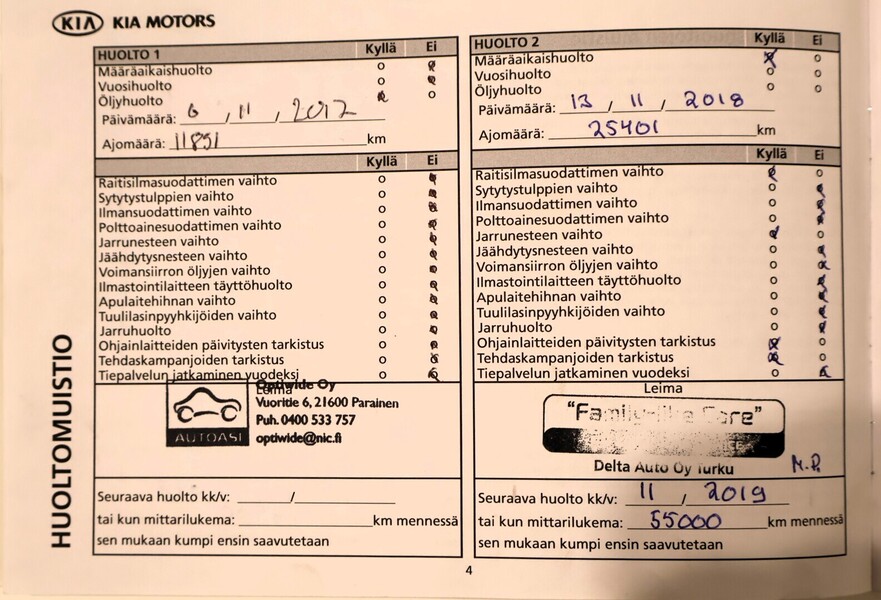 KIA KIA MOTORS
HUOLTOMUISTIO
HUOLTO 1 Kyllä Ei
Määräaikaishuolto o o
Vuosihuolto o o
Öljyhuolto o o
Päivämäärä: 6 / 11 / 2017
Ajomäärä: 11851 km
Kyllä Ei
Raitisilmasuodattimen vaihto o o
Sytytystulppien vaihto o o
Ilmansuodattimen vaihto o o
Polttoainesuodattimen vaihto o o
Jarrunesteen vaihto o o
Jäähdytysnesteen vaihto o o
Voimansiirron öljyjen vaihto o o
Ilmastointilaitteen täyttöhuolto o o
Apulaitehihnan vaihto o o
Tuulilasinpyyhkijöiden vaihto o o
Jarruhuolto o o
Ohjainlaitteiden päivitysten tarkistus o o
Tehdaskampanjoiden tarkistus o o
Tiepalvelun jatkaminen vuodeksi o o
Leima
AUTOASI
Optiwide Oy
Vuoritie 6, 21600 Parainen
Puh. 0400 533 757
optiwide@nic.fi
Seuraava huolto kk/v: /
tai kun mittarilukema: km mennessä
sen mukaan kumpi ensin saavutetaan
HUOLTO 2 Kyllä Ei
Määräaikaishuolto o o
Vuosihuolto o o
Öljyhuolto o o
Päivämäärä: 13 / 11 / 2018
Ajomäärä: 25401 km
Kyllä Ei
Raitisilmasuodattimen vaihto o o
Sytytystulppien vaihto o o
Ilmansuodattimen vaihto o o
Polttoainesuodattimen vaihto o o
Jarrunesteen vaihto o o
Jäähdytysnesteen vaihto o o
Voimansiirron öljyjen vaihto o o
Ilmastointilaitteen täyttöhuolto o o
Apulaitehihnan vaihto o o
Tuulilasinpyyhkijöiden vaihto o o
Jarruhuolto o o
Ohjainlaitteiden päivitysten tarkistus o o
Tehdaskampanjoiden tarkistus o o
Tiepalvelun jatkaminen vuodeksi o o
Leima
"Family-like Care"
Delta Auto Oy Turku M.P.
Seuraava huolto kk/v: 11 / 2019
tai kun mittarilukema: 55000 km mennessä
sen mukaan kumpi ensin saavutetaan
4